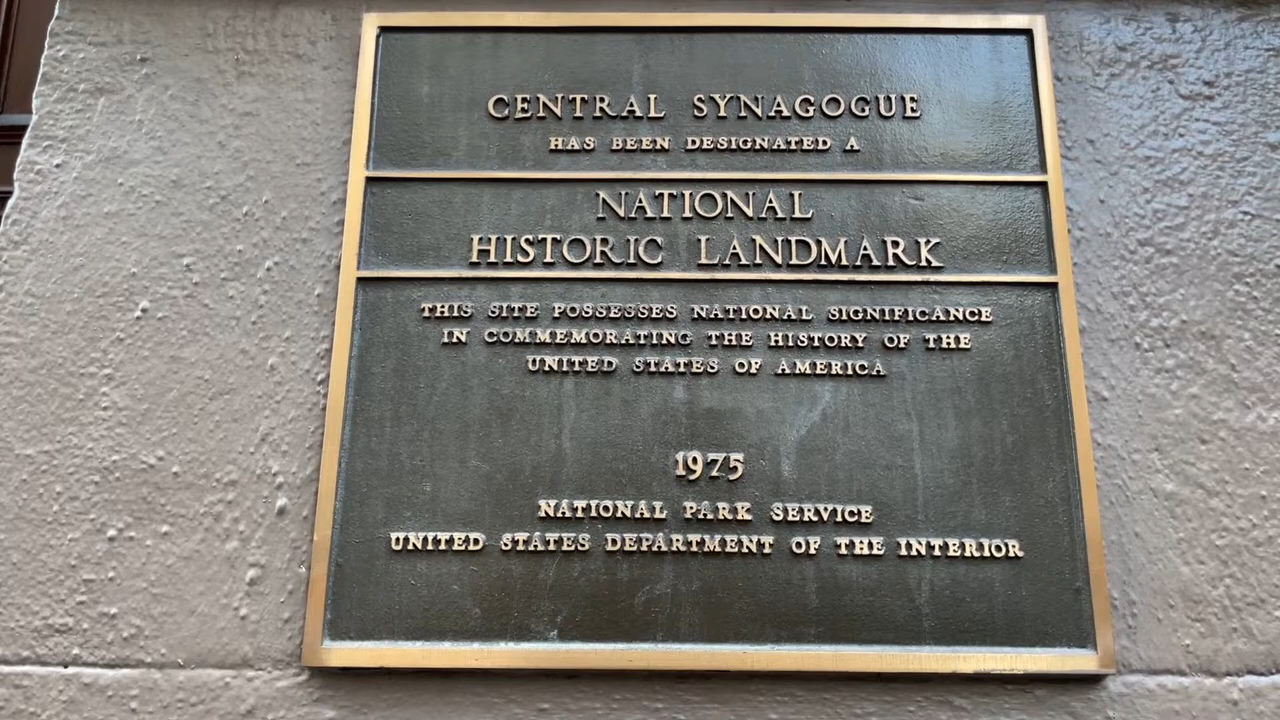 CENTRAL SYNAGOGUE
HAS BEEN DESIGNATED A
NATIONAL
HISTORIC LANDMARK
THIS SITE POSSESSES NATIONAL SIGNIFICANCE
IN COMMEMORATING THE HISTORY OF THE
UNITED STATES OF AMERICA
1975
NATIONAL PARK SERVICE
UNITED STATES DEPARTMENT OF THE INTERIOR